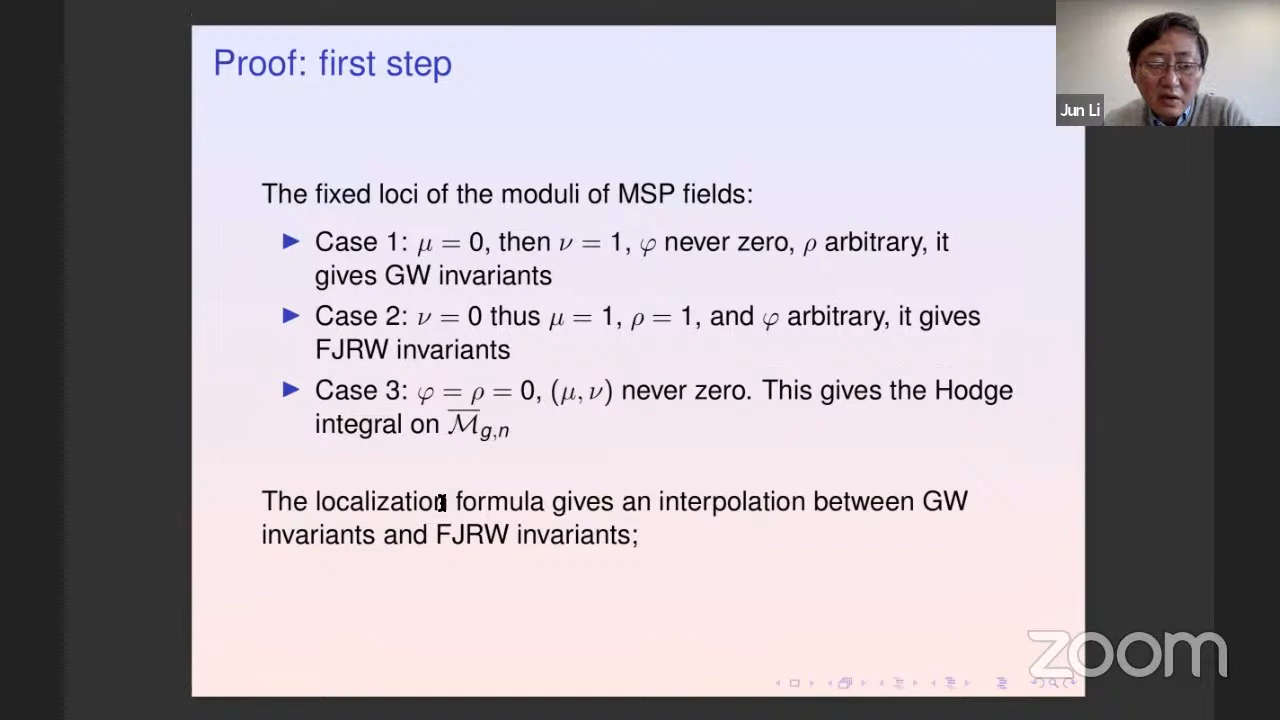 Proof: first step
Jun Li
The fixed loci of the moduli of MSP fields:
Case 1: μ = 0, then ν = 1, φ never zero, ρ arbitrary, it
gives GW invariants
Case 2: ν = 0 thus μ = 1, ρ = 1, and φ arbitrary, it gives
FJRW invariants
Case 3: φ = ρ = 0, (μ, ν) never zero. This gives the Hodge
integral on M̅g,n
The localization formula gives an interpolation between GW
invariants and FJRW invariants;
zoom